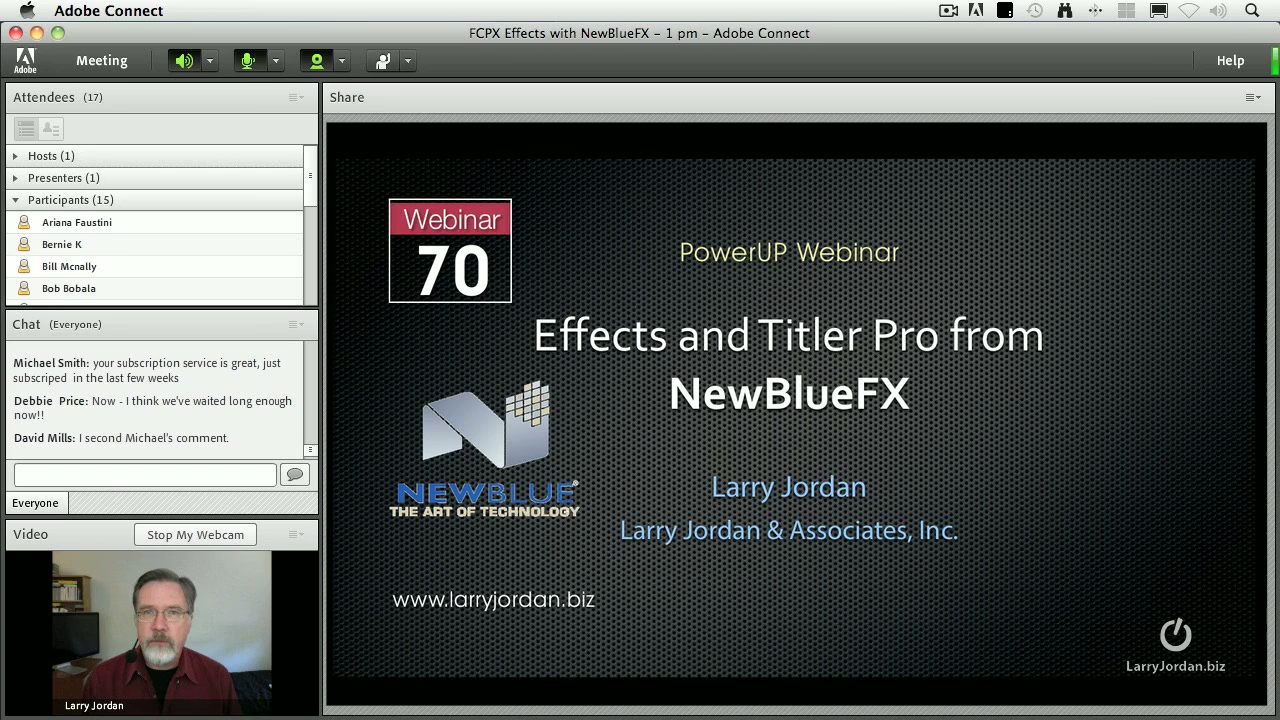 Adobe Connect
FCPX Effects with NewBlueFX – 1 pm – Adobe Connect
Adobe
Meeting
Help
Attendees (17)
Hosts (1)
Presenters (1)
Participants (15)
Ariana Faustini
Bernie K
Bill Mcnally
Bob Bobala
Chat (Everyone)
Michael Smith: your subscription service is great, just
subscriped in the last few weeks
Debbie Price: Now - I think we've waited long enough
now!!
David Mills: I second Michael's comment.
Everyone
Video
Stop My Webcam
Larry Jordan
Share
Webinar
70
PowerUP Webinar
Effects and Titler Pro from
NewBlueFX
NEWBLUE®
THE ART OF TECHNOLOGY
Larry Jordan
Larry Jordan & Associates, Inc.
www.larryjordan.biz
LarryJordan.biz